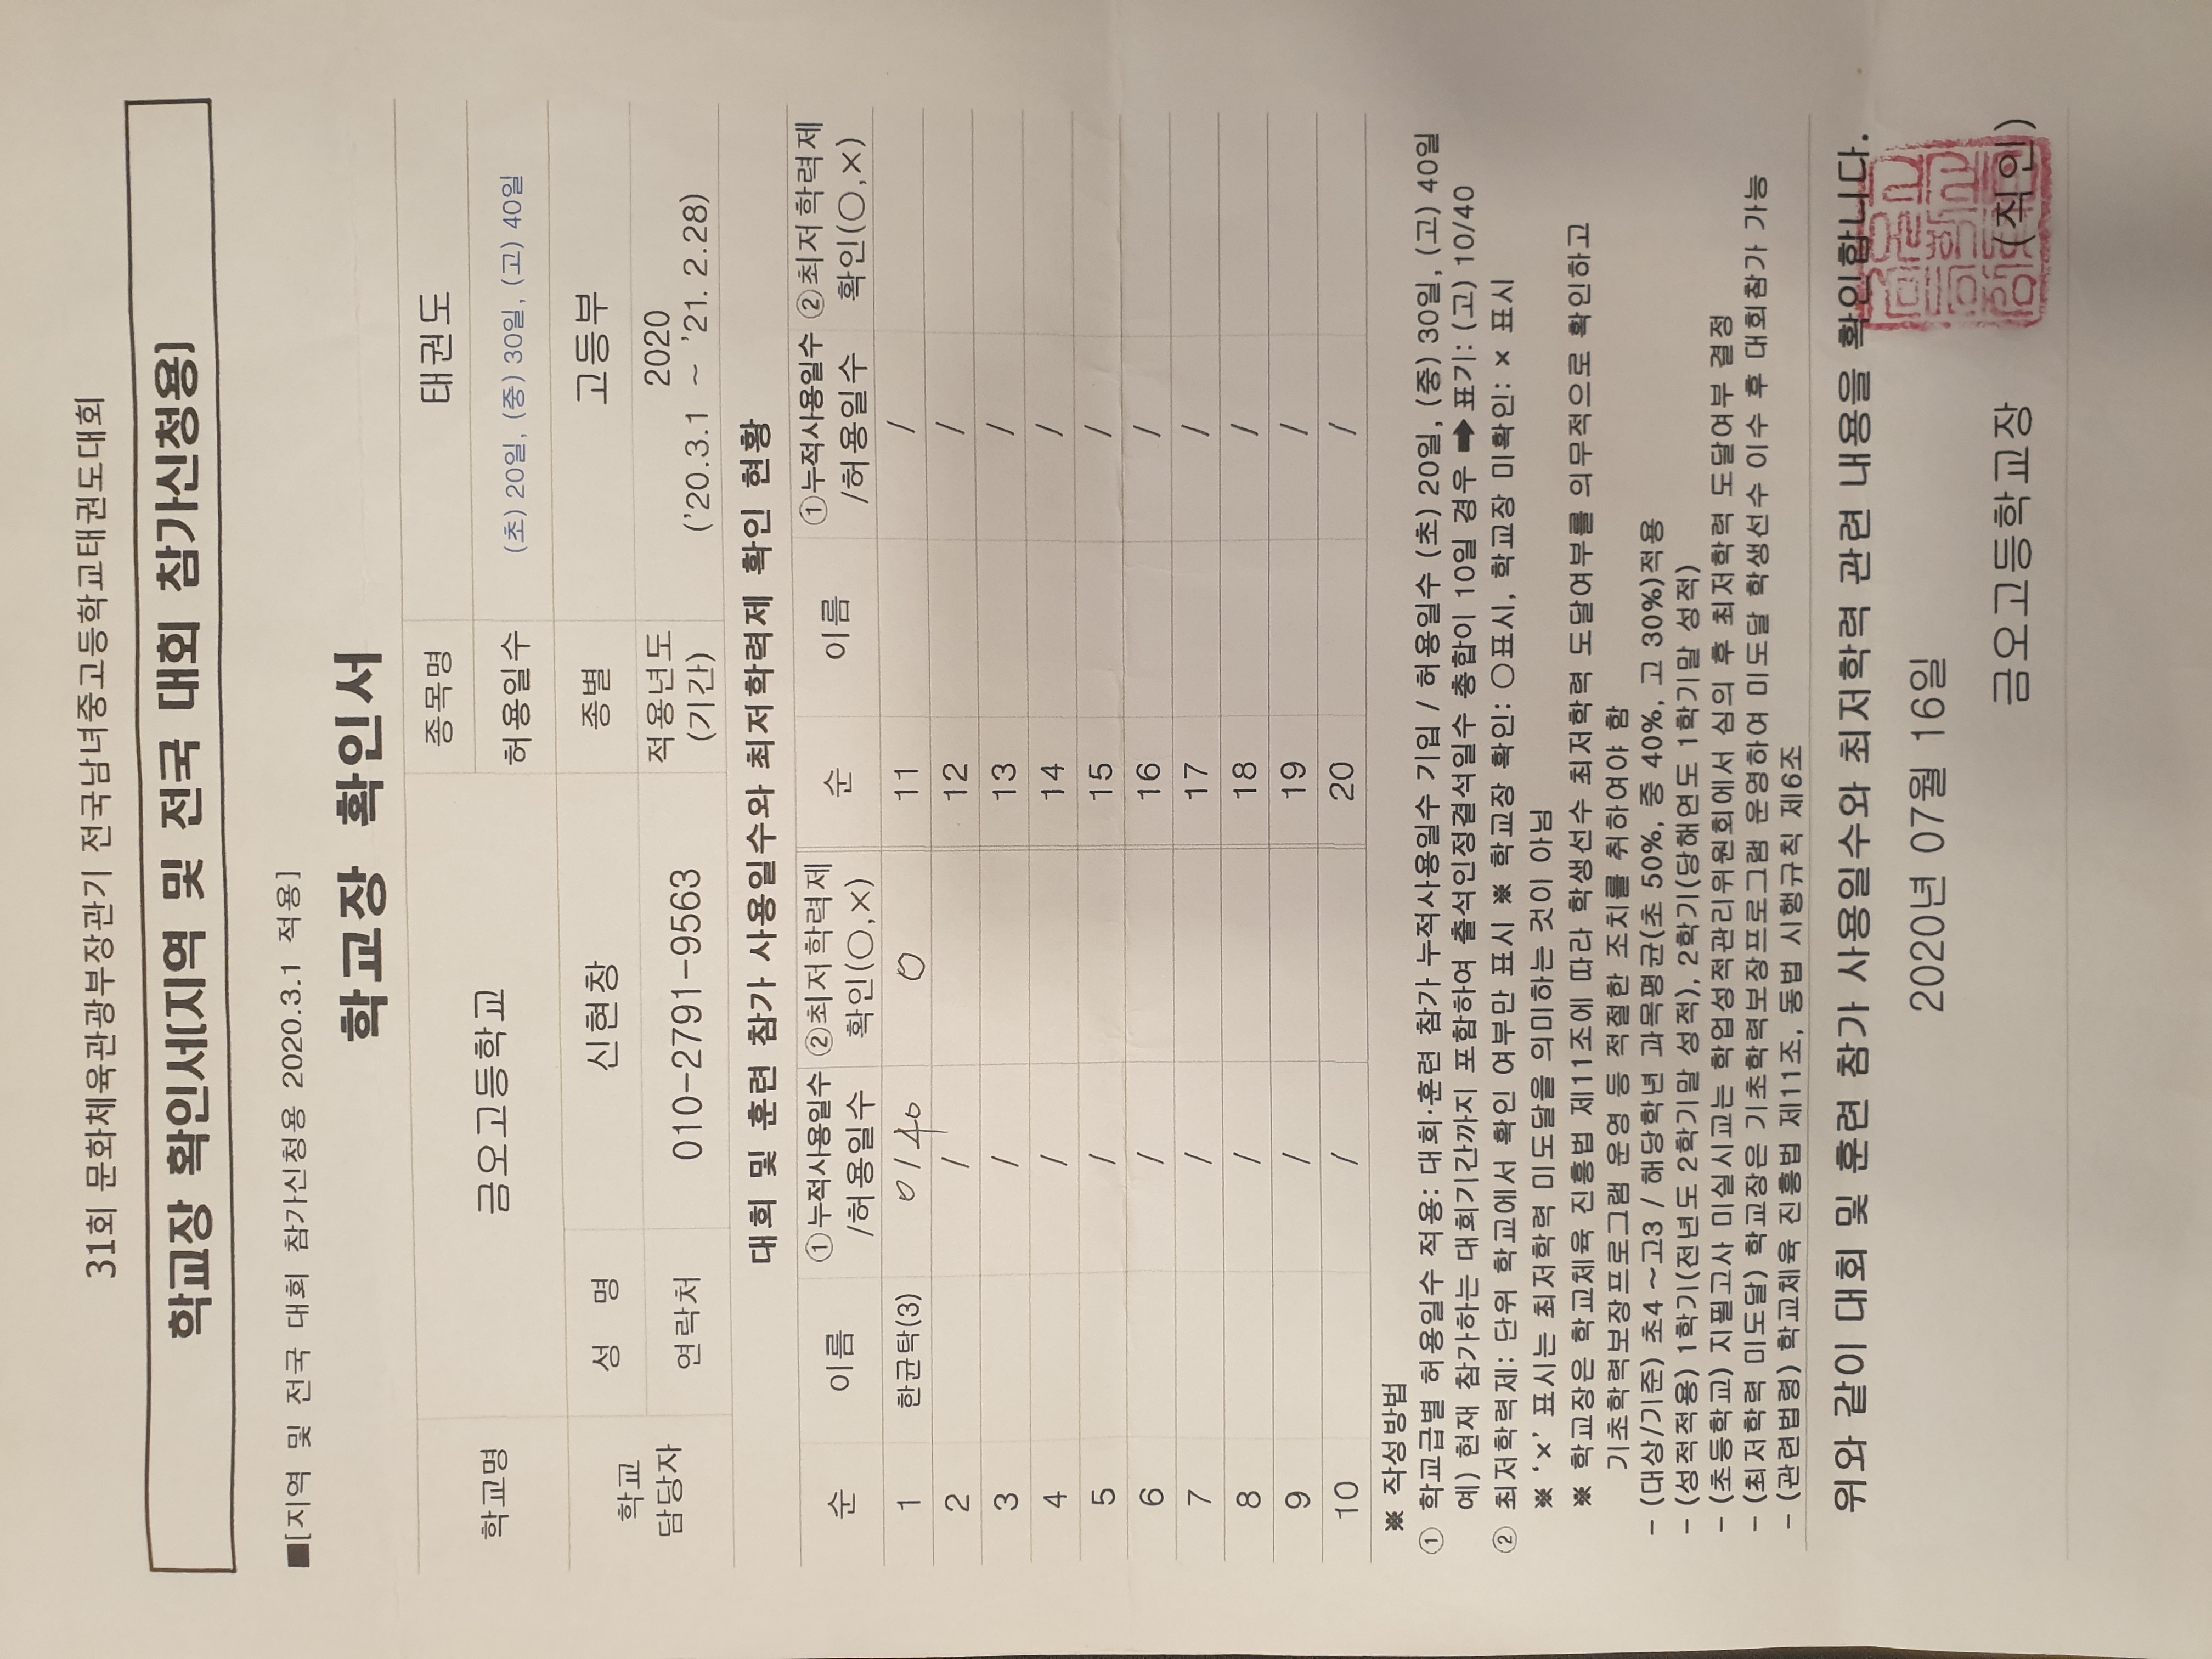 31회 문화체육관광부장관기 전국남녀중고등학교태권도대회
학교장 확인서[지역 및 전국 대회 참가신청용]
■[지역 및 전국 대회 참가신청용 2020.3.1 적용]
학교장 확인서
학교명 금오고등학교 종목명 태권도
허용일수 (초) 20일, (중) 30일, (고) 40일
학교 담당자 성 명 신현창 종별 고등부
연락처 010-2791-9563 적용년도 (기간) 2020 ('20.3.1 ~ '21. 2.28)
대회 및 훈련 참가 사용일수와 최저학력제 확인 현황
순 이름 ①누적사용일수 /허용일수 ②최저학력제 확인(○,×) 순 이름 ①누적사용일수 /허용일수 ②최저학력제 확인(○,×)
1 한균탁(3) 0/40 0 11 /
2 / 12 /
3 / 13 /
4 / 14 /
5 / 15 /
6 / 16 /
7 / 17 /
8 / 18 /
9 / 19 /
10 / 20 /
※ 작성방법
① 학교급별 허용일수 적용: 대회·훈련 참가 누적사용일수 기입 / 허용일수 (초) 20일, (중) 30일, (고) 40일
예) 현재 참가하는 대회기간까지 포함하여 출석인정결석일수 총합이 10일 경우 ➡표기: (고) 10/40
② 최저학력제: 단위 학교에서 확인 여부만 표시 ※ 학교장 확인: ○표시, 학교장 미확인: × 표시
※ '×' 표시는 최저학력 미도달을 의미하는 것이 아님
※ 학교장은 학교체육 진흥법 제11조에 따라 학생선수 최저학력 도달여부를 의무적으로 확인하고
기초학력보장프로그램 운영 등 적절한 조치를 취하여야 함
- (대상/기준) 초4 ~고3 / 해당학년 과목평균(초 50%, 중 40%, 고 30%)적용
- (성적적용) 1학기(전년도 2학기말 성적), 2학기(당해연도 1학기말 성적)
- (초등학교) 지필고사 미실시교는 학업성적관리위원회에서 심의 후 최저학력 도달여부 결정
- (최저학력 미도달) 학교장은 기초학력보장프로그램 운영하여 미도달 학생선수 이수 후 대회참가 가능
- (관련법령) 학교체육 진흥법 제11조, 동법 시행규칙 제6조
위와 같이 대회 및 훈련 참가 사용일수와 최저학력 관련 내용을 확인합니다.
2020년 07월 16일
금오고등학교장 (직인)